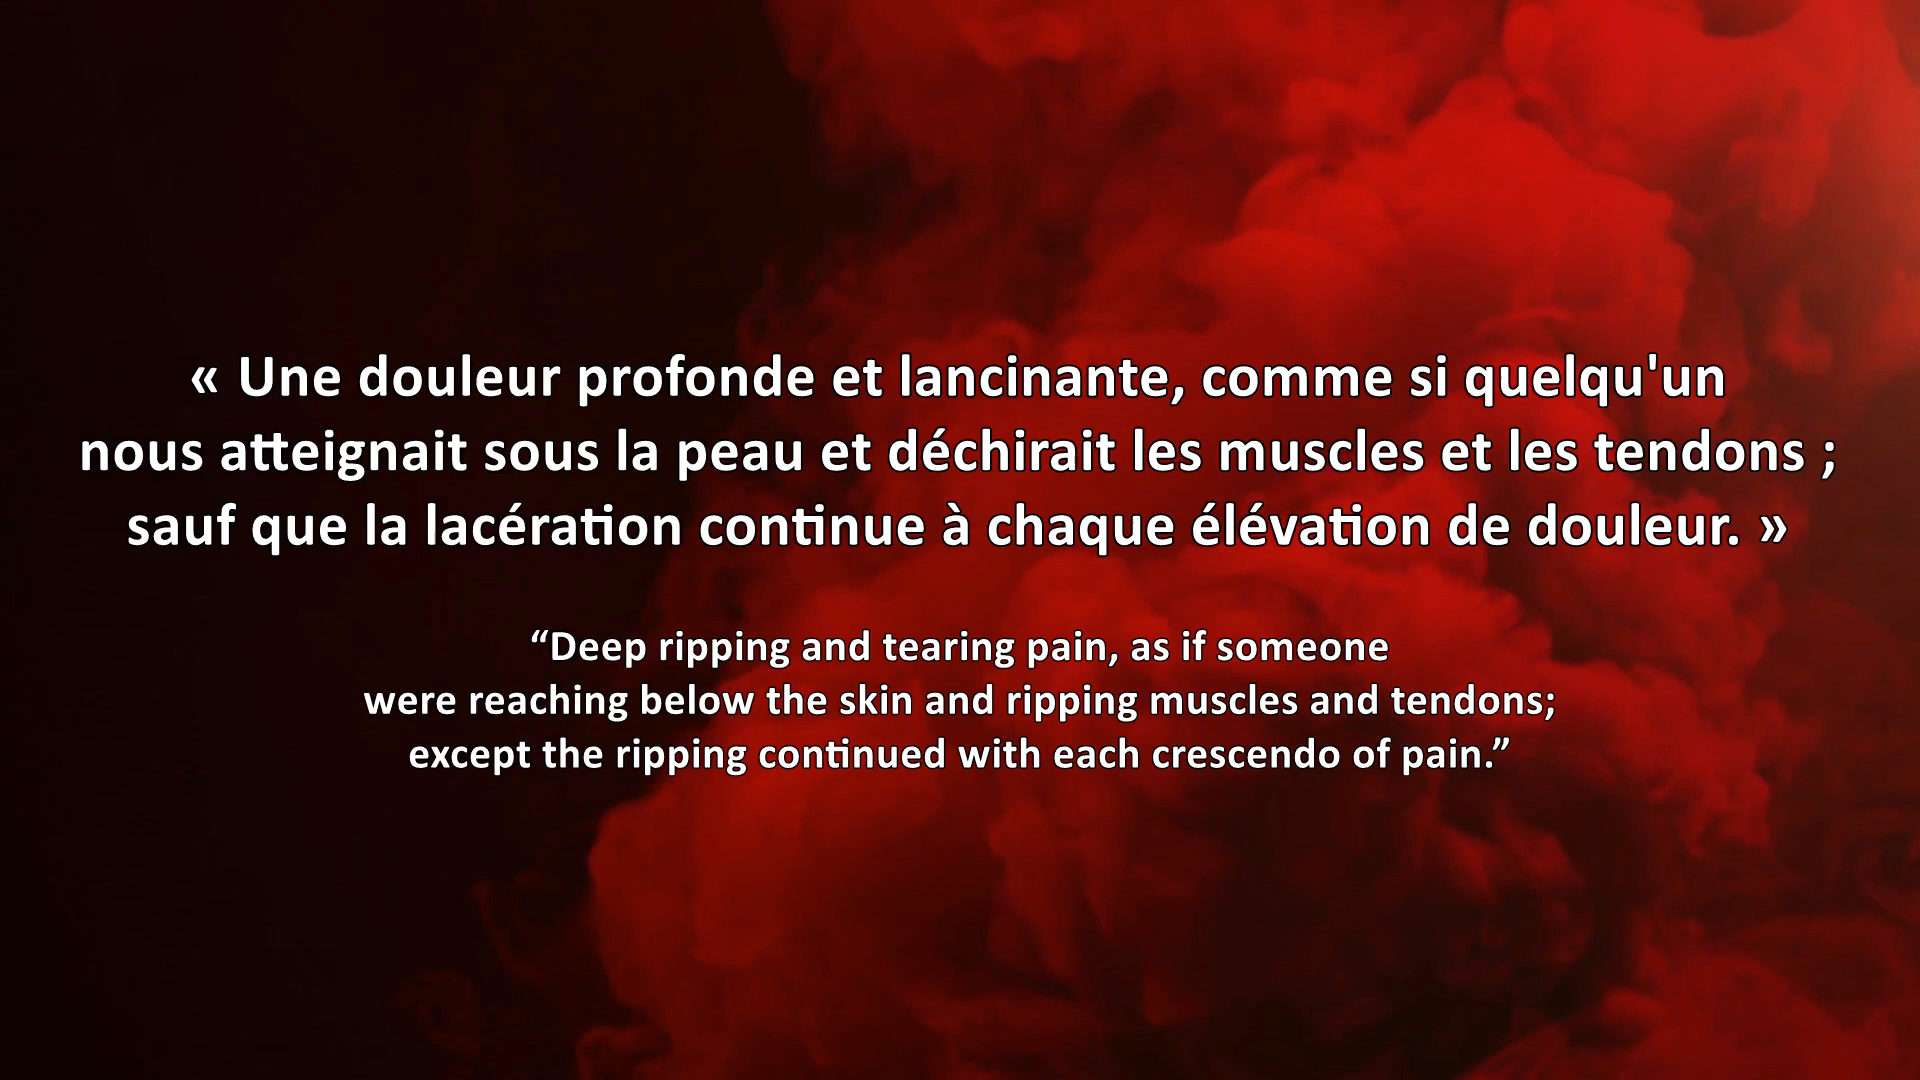 « Une douleur profonde et lancinante, comme si quelqu'un
nous atteignait sous la peau et déchirait les muscles et les tendons ;
sauf que la lacération continue à chaque élévation de douleur. »
“Deep ripping and tearing pain, as if someone
were reaching below the skin and ripping muscles and tendons;
except the ripping continued with each crescendo of pain.”